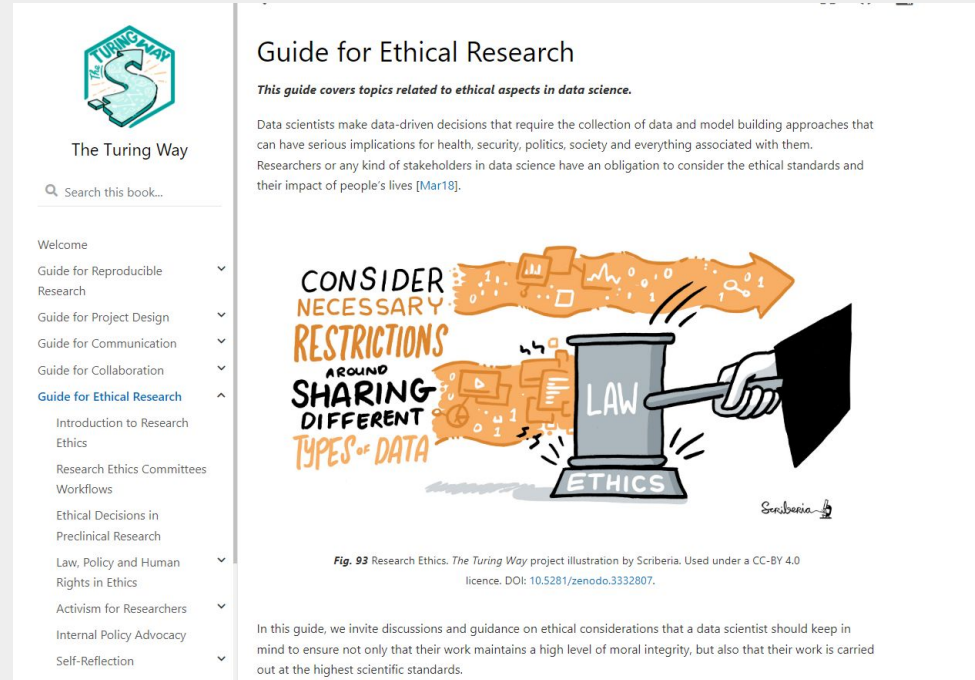 THE TURING WAY
The Turing Way
Search this book...
Welcome
Guide for Reproducible
Research
Guide for Project Design
Guide for Communication
Guide for Collaboration
Guide for Ethical Research
Introduction to Research
Ethics
Research Ethics Committees
Workflows
Ethical Decisions in
Preclinical Research
Law, Policy and Human
Rights in Ethics
Activism for Researchers
Internal Policy Advocacy
Self-Reflection
Guide for Ethical Research
This guide covers topics related to ethical aspects in data science.
Data scientists make data-driven decisions that require the collection of data and model building approaches that
can have serious implications for health, security, politics, society and everything associated with them.
Researchers or any kind of stakeholders in data science have an obligation to consider the ethical standards and
their impact of people's lives [Mar18].
CONSIDER
NECESSARY
RESTRICTIONS
AROUND
SHARING
DIFFERENT
TYPES OF DATA
LAW
ETHICS
Scriberia
Fig. 93 Research Ethics. The Turing Way project illustration by Scriberia. Used under a CC-BY 4.0
licence. DOI: 10.5281/zenodo.3332807.
In this guide, we invite discussions and guidance on ethical considerations that a data scientist should keep in
mind to ensure not only that their work maintains a high level of moral integrity, but also that their work is carried
out at the highest scientific standards.